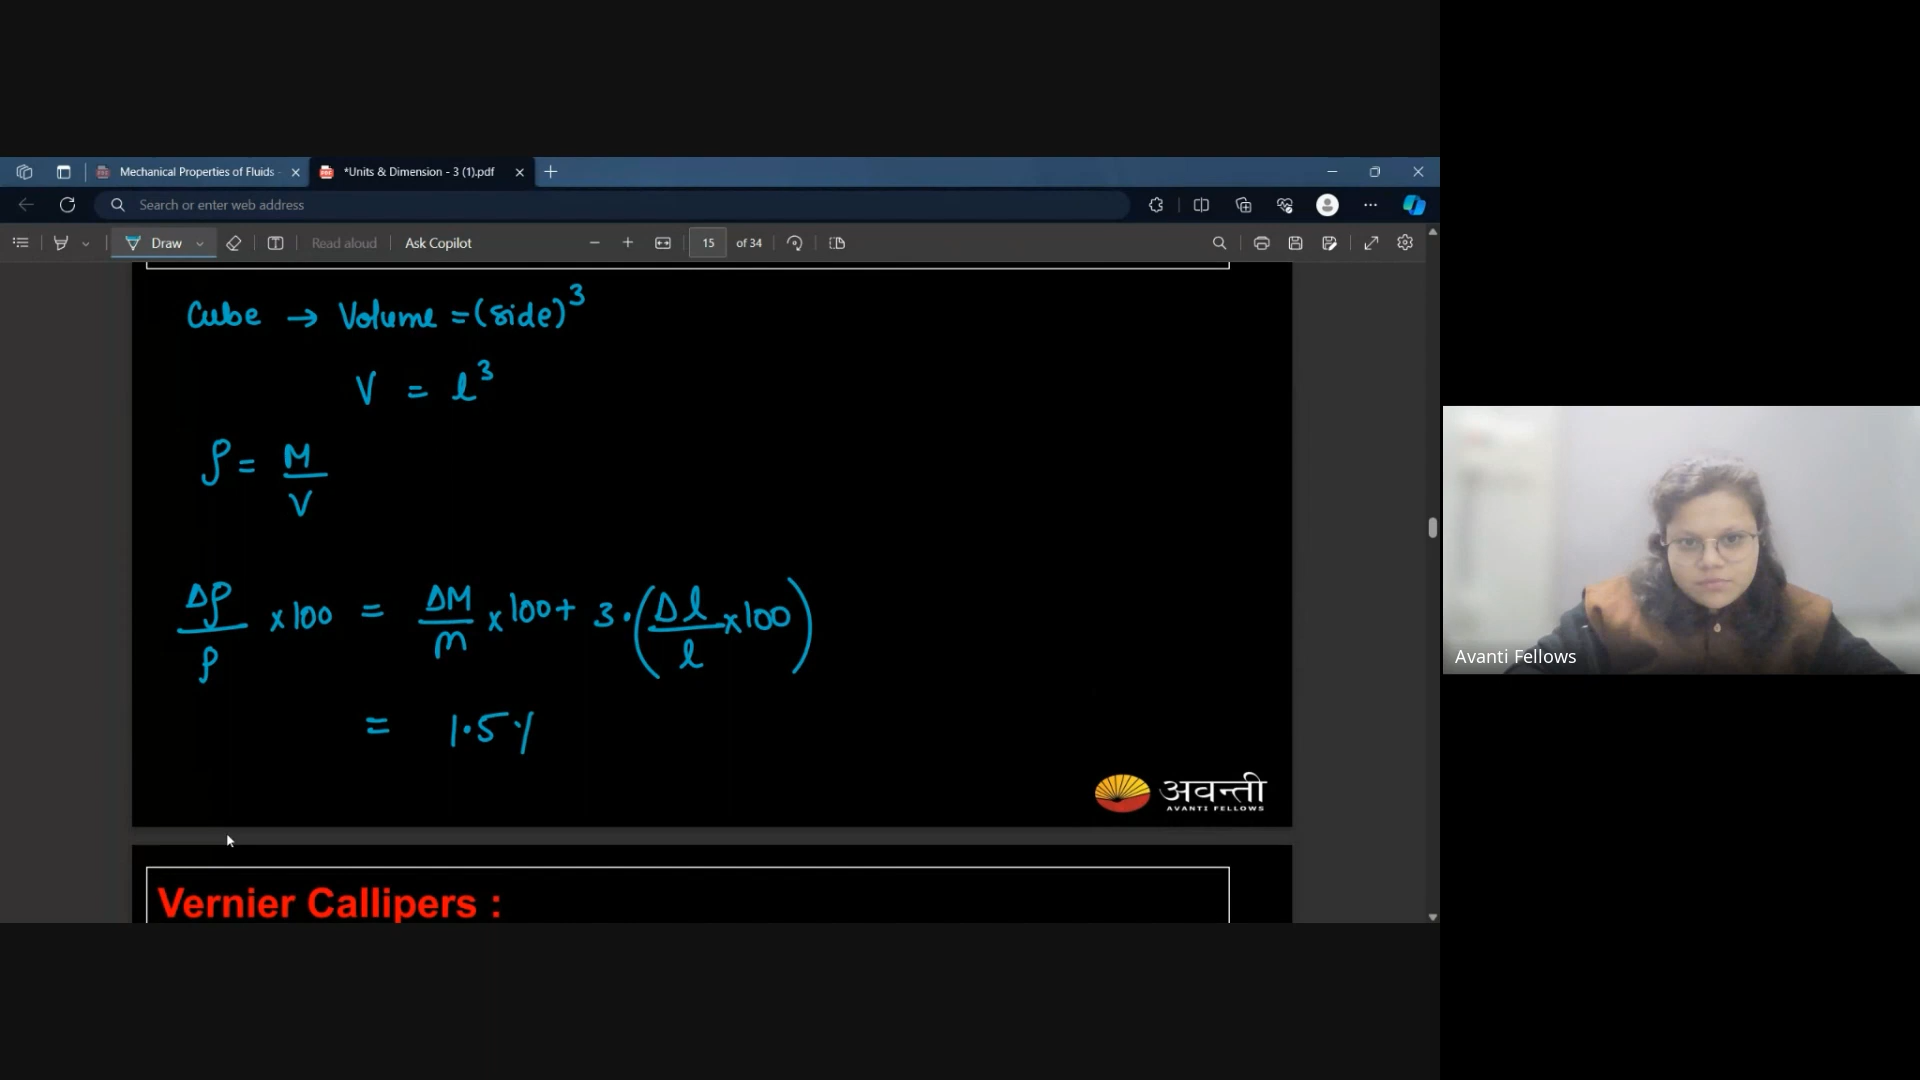 Mechanical Properties of Fluids -
*Units & Dimension - 3 (1).pdf
Search or enter web address
Draw
Read aloud
Ask Copilot
15 of 34
Cube → Volume = (side)³
V = l³
ρ = M/V
Δρ/ρ ×100 = ΔM/m ×100 + 3·(Δl/l ×100)
= 1.5%
अवन्ती
AVANTI FELLOWS
Vernier Callipers :
Avanti Fellows